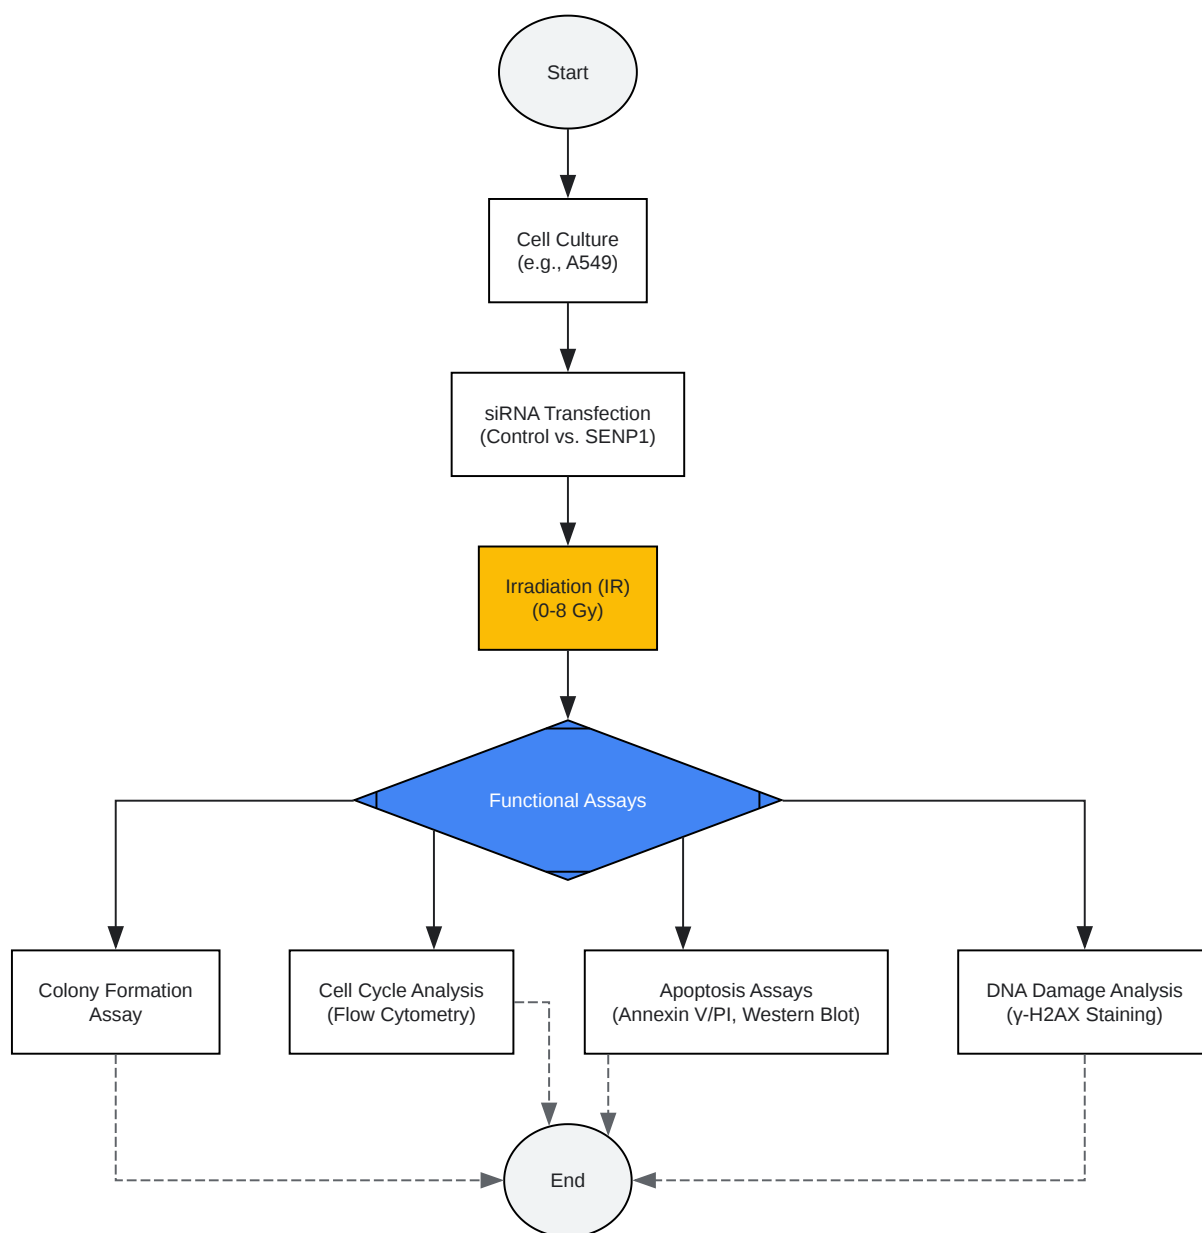 Start
Cell Culture
(e.g., A549)
siRNA Transfection
(Control vs. SENP1)
Irradiation (IR)
(0-8 Gy)
Functional Assays
Colony Formation
Assay
Cell Cycle Analysis
(Flow Cytometry)
Apoptosis Assays
(Annexin V/PI, Western Blot)
DNA Damage Analysis
(γ-H2AX Staining)
End